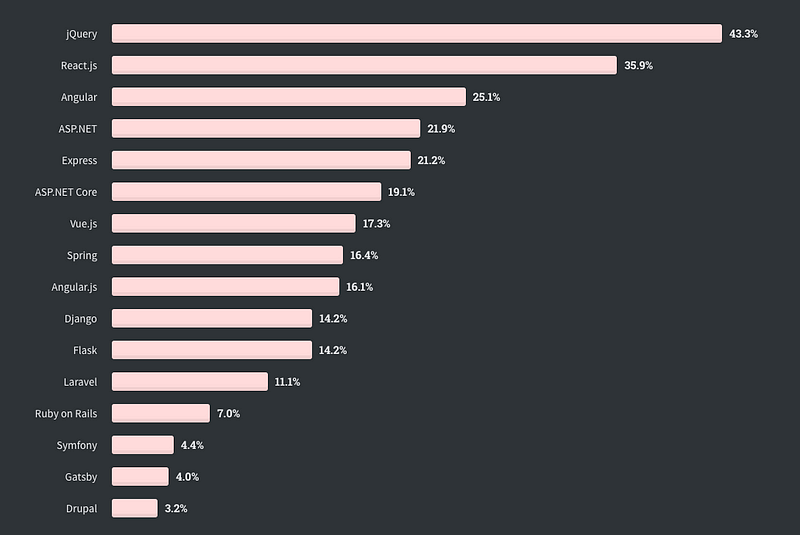 jQuery 43.3%
React.js 35.9%
Angular 25.1%
ASP.NET 21.9%
Express 21.2%
ASP.NET Core 19.1%
Vue.js 17.3%
Spring 16.4%
Angular.js 16.1%
Django 14.2%
Flask 14.2%
Laravel 11.1%
Ruby on Rails 7.0%
Symfony 4.4%
Gatsby 4.0%
Drupal 3.2%